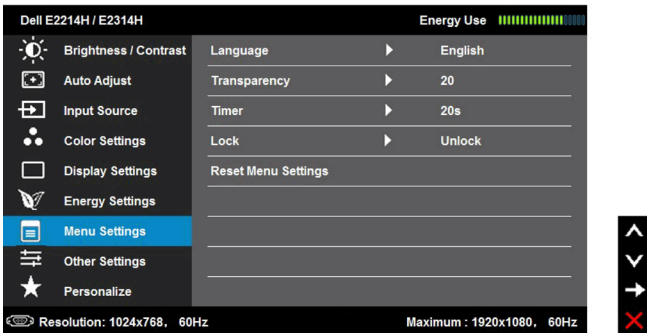 Dell E2214H / E2314H Energy Use
Brightness / Contrast Language English
Auto Adjust Transparency 20
Input Source Timer 20s
Color Settings Lock Unlock
Display Settings Reset Menu Settings
Energy Settings
Menu Settings
Other Settings
Personalize
Resolution: 1024x768, 60Hz Maximum : 1920x1080, 60Hz